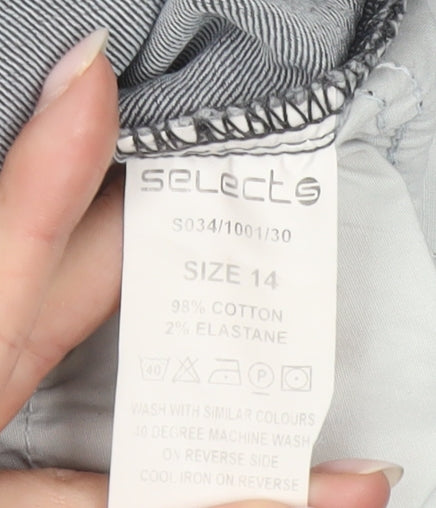 selects
S034/1001/30
SIZE 14
98% COTTON
2% ELASTANE
40 P
WASH WITH SIMILAR COLOURS
40 DEGREE MACHINE WASH
ON REVERSE SIDE
COOL IRON ON REVERSE